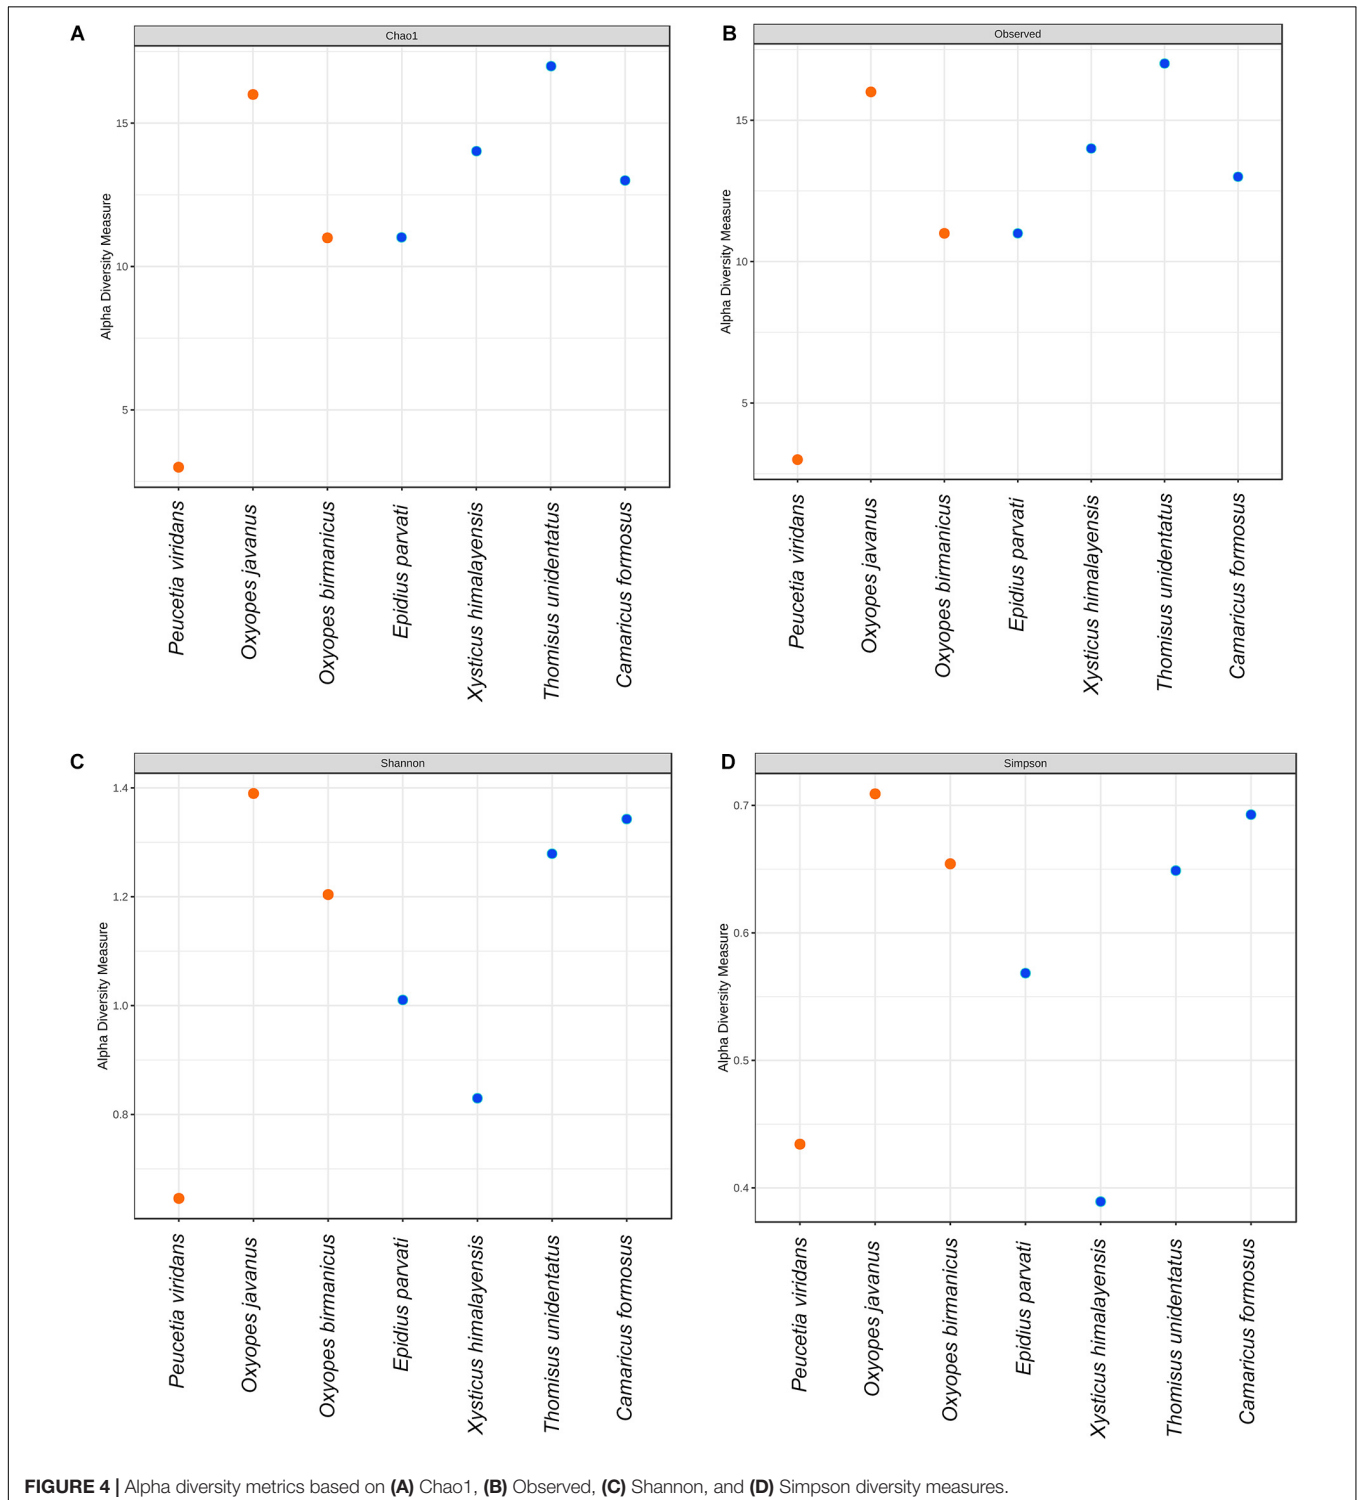 A
Chao1
Alpha Diversity Measure
15
10
5
Peucetia viridans
Oxyopes javanus
Oxyopes birmanicus
Epidius parvati
Xysticus himalayensis
Thomisus unidentatus
Camaricus formosus
B
Observed
Alpha Diversity Measure
15
10
5
Peucetia viridans
Oxyopes javanus
Oxyopes birmanicus
Epidius parvati
Xysticus himalayensis
Thomisus unidentatus
Camaricus formosus
C
Shannon
Alpha Diversity Measure
1.4
1.2
1.0
0.8
Peucetia viridans
Oxyopes javanus
Oxyopes birmanicus
Epidius parvati
Xysticus himalayensis
Thomisus unidentatus
Camaricus formosus
D
Simpson
Alpha Diversity Measure
0.7
0.6
0.5
0.4
Peucetia viridans
Oxyopes javanus
Oxyopes birmanicus
Epidius parvati
Xysticus himalayensis
Thomisus unidentatus
Camaricus formosus
FIGURE 4 | Alpha diversity metrics based on (A) Chao1, (B) Observed, (C) Shannon, and (D) Simpson diversity measures.